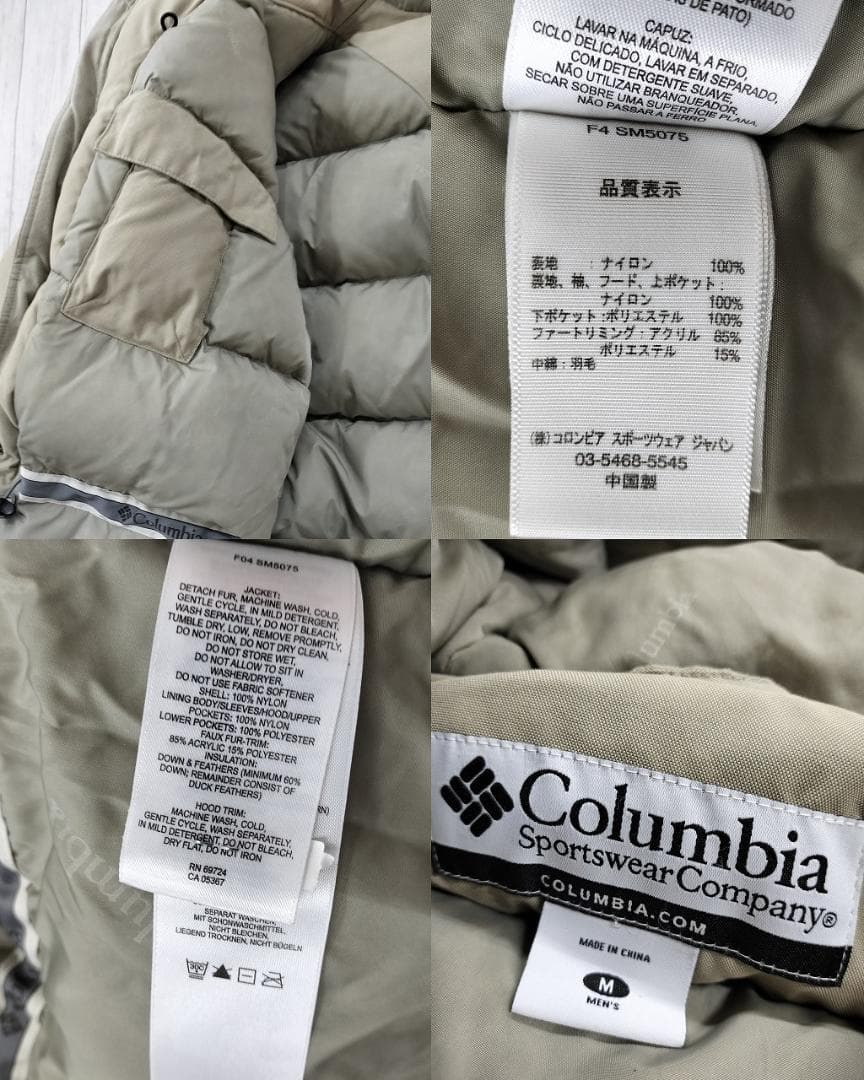 Columbia
ORMADO
AS DE PATO)
CAPUZ:
LAVAR NA MÁQUINA, A FRIO,
CICLO DELICADO, LAVAR EM SEPARADO,
COM DETERGENTE SUAVE,
NÃO UTILIZAR BRANQUEADOR,
SECAR SOBRE UMA SUPERFÍCIE PLANA,
NÃO PASSAR A FERRO
F4 SM5075
品質表示
表地 : ナイロン 100%
裏地、袖、フード、上ポケット:
ナイロン 100%
下ポケット:ポリエステル 100%
ファートリミング:アクリル 85%
ポリエステル 15%
中綿:羽毛
(株)コロンビア スポーツウェア ジャパン
03-5468-5545
中国製
F04 SM5075
JACKET:
DETACH FUR, MACHINE WASH, COLD,
GENTLE CYCLE, IN MILD DETERGENT,
WASH SEPARATELY, DO NOT BLEACH,
TUMBLE DRY, LOW, REMOVE PROMPTLY,
DO NOT IRON, DO NOT DRY CLEAN,
DO NOT STORE WET,
DO NOT ALLOW TO SIT IN
WASHER/DRYER,
DO NOT USE FABRIC SOFTENER
SHELL: 100% NYLON
LINING BODY/SLEEVES/HOOD/UPPER
POCKETS: 100% NYLON
LOWER POCKETS: 100% POLYESTER
FAUX FUR-TRIM:
85% ACRYLIC 15% POLYESTER
INSULATION:
DOWN & FEATHERS (MINIMUM 60%
DOWN; REMAINDER CONSIST OF
DUCK FEATHERS)
HOOD TRIM:
MACHINE WASH, COLD,
GENTLE CYCLE, WASH SEPARATELY,
IN MILD DETERGENT, DO NOT BLEACH,
DRY FLAT, DO NOT IRON
RN 69724
CA 05367
RN)
SEPARAT WASCHEN,
MIT SCHONWASCHMITTEL,
NICHT BLEICHEN,
LIEGEND TROCKNEN, NICHT BÜGELN
Columbia
Sportswear Company®
COLUMBIA.COM
MADE IN CHINA
M
MEN'S